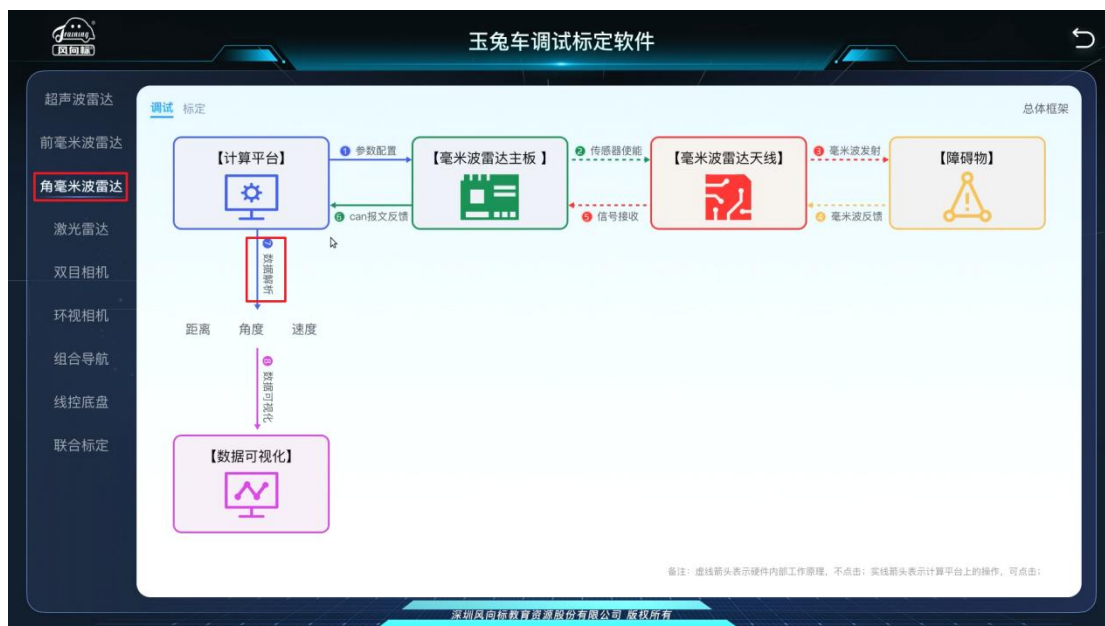 Fxining
风向标
玉兔车调试标定软件
超声波雷达
前毫米波雷达
角毫米波雷达
激光雷达
双目相机
环视相机
组合导航
线控底盘
联合标定
调试 标定
总体框架
【计算平台】
1 参数配置
6 can报文反馈
【毫米波雷达主板 】
2 传感器使能
5 信号接收
【毫米波雷达天线】
3 毫米波发射
4 毫米波反馈
【障碍物】
7 数据解析
距离 角度 速度
8 数据可视化
【数据可视化】
备注：虚线箭头表示硬件内部工作原理，不点击；实线箭头表示计算平台上的操作，可点击；
深圳风向标教育资源股份有限公司 版权所有